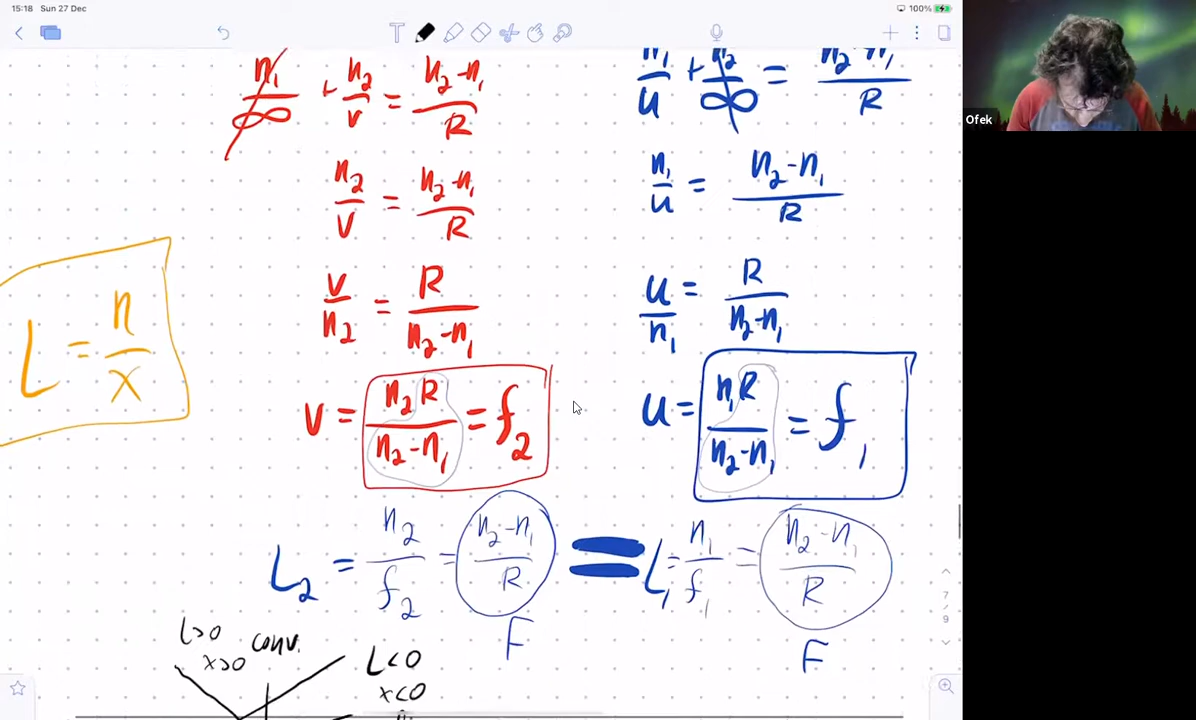 15:18 Sun 27 Dec
100%
n₁/∞ + n₂/v = (n₂-n₁)/R
n₁/u + n₂/∞ = (n₂-n₁)/R
Ofek
n₂/v = (n₂-n₁)/R
n₁/u = (n₂-n₁)/R
L = n/x
v/n₂ = R/(n₂-n₁)
u/n₁ = R/(n₂-n₁)
v = n₂R/(n₂-n₁) = f₂
u = n₁R/(n₂-n₁) = f₁
L₂ = n₂/f₂ = (n₂-n₁)/R = L₁ = n₁/f₁ = (n₂-n₁)/R
F
F
7/9
L>0
x>0
conv.
L<0
x<0